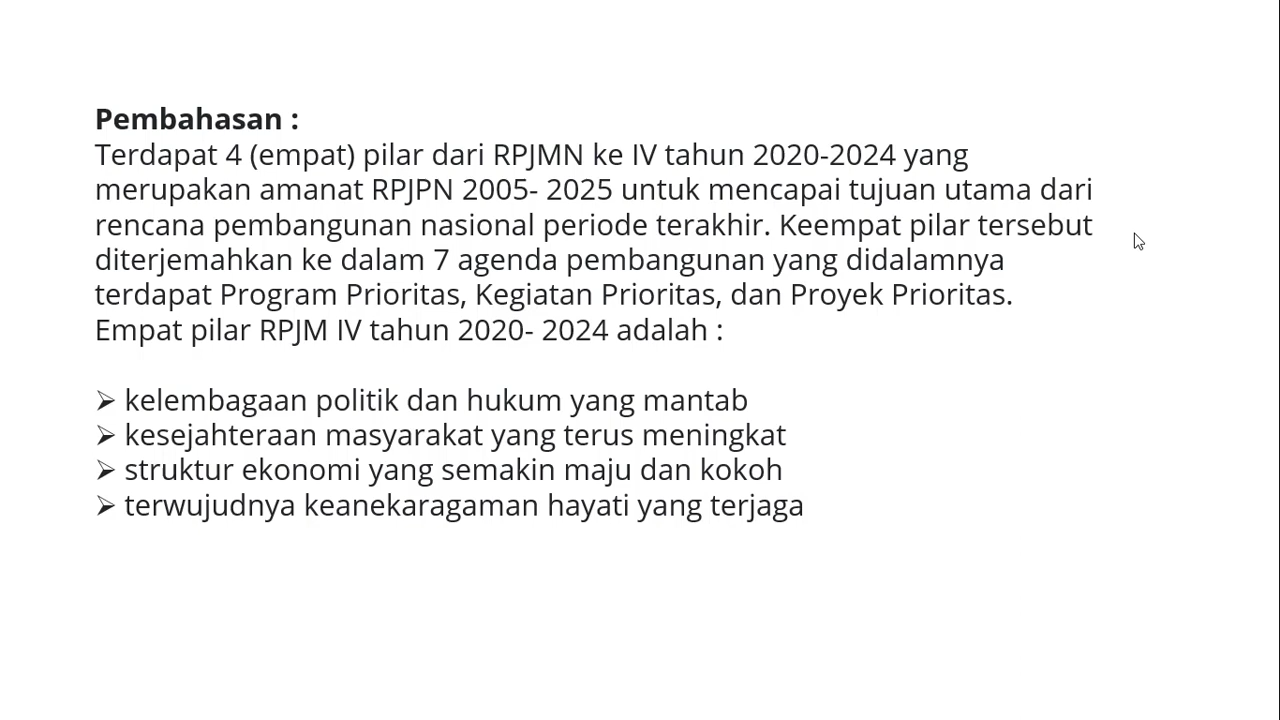 Pembahasan :
Terdapat 4 (empat) pilar dari RPJMN ke IV tahun 2020-2024 yang
merupakan amanat RPJPN 2005- 2025 untuk mencapai tujuan utama dari
rencana pembangunan nasional periode terakhir. Keempat pilar tersebut
diterjemahkan ke dalam 7 agenda pembangunan yang didalamnya
terdapat Program Prioritas, Kegiatan Prioritas, dan Proyek Prioritas.
Empat pilar RPJM IV tahun 2020- 2024 adalah :
➢ kelembagaan politik dan hukum yang mantab
➢ kesejahteraan masyarakat yang terus meningkat
➢ struktur ekonomi yang semakin maju dan kokoh
➢ terwujudnya keanekaragaman hayati yang terjaga